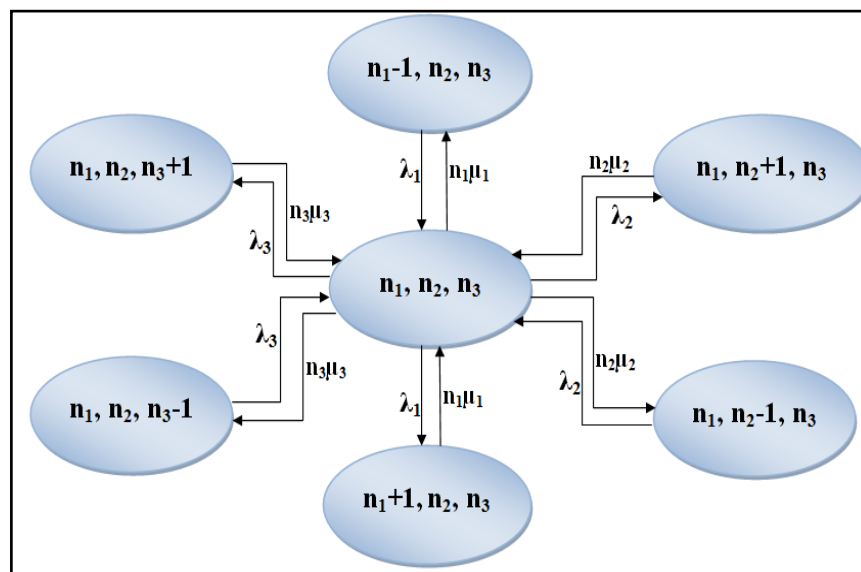 n₁-1, n₂, n₃
n₁, n₂, n₃+1
n₁, n₂+1, n₃
λ₁
n₁μ₁
n₂μ₂
n₃μ₃
λ₃
λ₂
n₁, n₂, n₃
λ₃
n₃μ₃
n₂μ₂
λ₂
λ₁
n₁μ₁
n₁, n₂, n₃-1
n₁, n₂-1, n₃
n₁+1, n₂, n₃